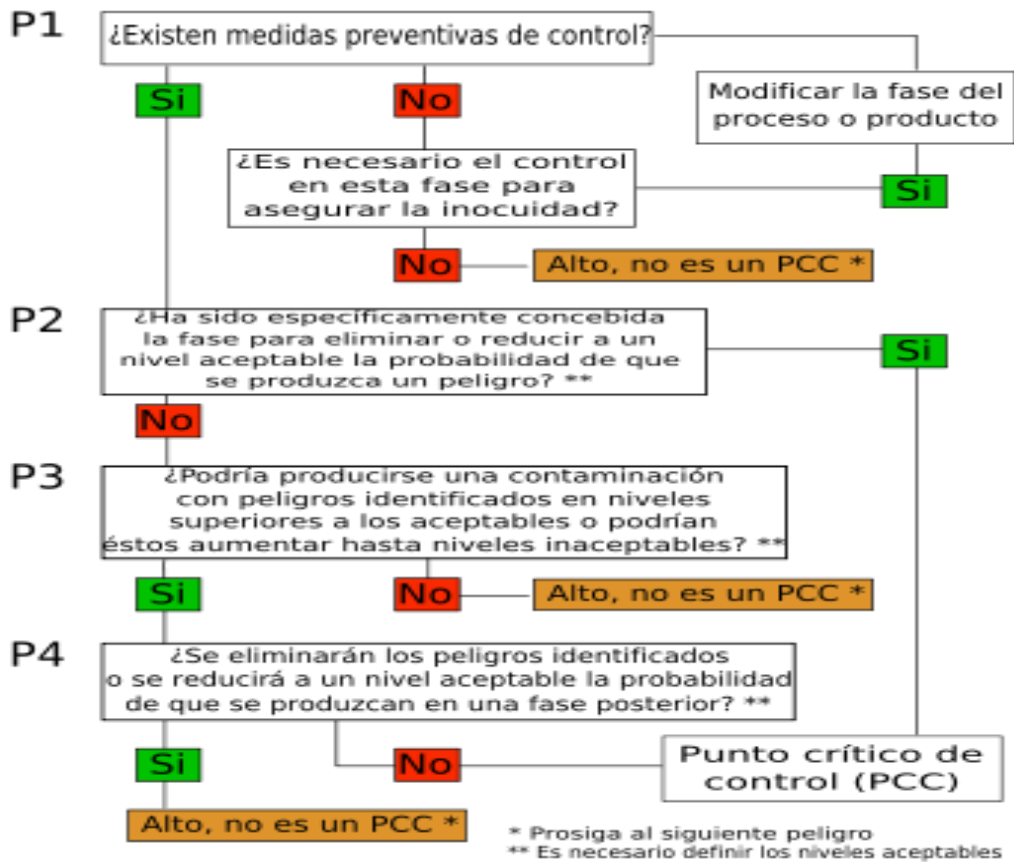 P1
¿Existen medidas preventivas de control?
Si
No
Modificar la fase del
proceso o producto
¿Es necesario el control
en esta fase para
asegurar la inocuidad?
Si
No
Alto, no es un PCC *
P2
¿Ha sido específicamente concebida
la fase para eliminar o reducir a un
nivel aceptable la probabilidad de que
se produzca un peligro? **
Si
No
P3
¿Podría producirse una contaminación
con peligros identificados en niveles
superiores a los aceptables o podrían
éstos aumentar hasta niveles inaceptables? **
Si
No
Alto, no es un PCC *
P4
¿Se eliminarán los peligros identificados
o se reducirá a un nivel aceptable la probabilidad
de que se produzcan en una fase posterior? **
Si
No
Punto crítico de
control (PCC)
Alto, no es un PCC *
* Prosiga al siguiente peligro
** Es necesario definir los niveles aceptables